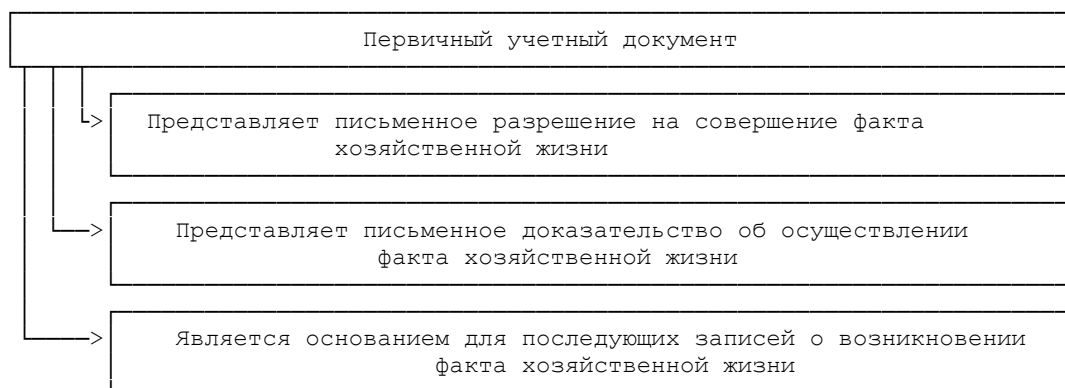 Первичный учетный документ
Представляет письменное разрешение на совершение факта
хозяйственной жизни
Представляет письменное доказательство об осуществлении
факта хозяйственной жизни
Является основанием для последующих записей о возникновении
факта хозяйственной жизни